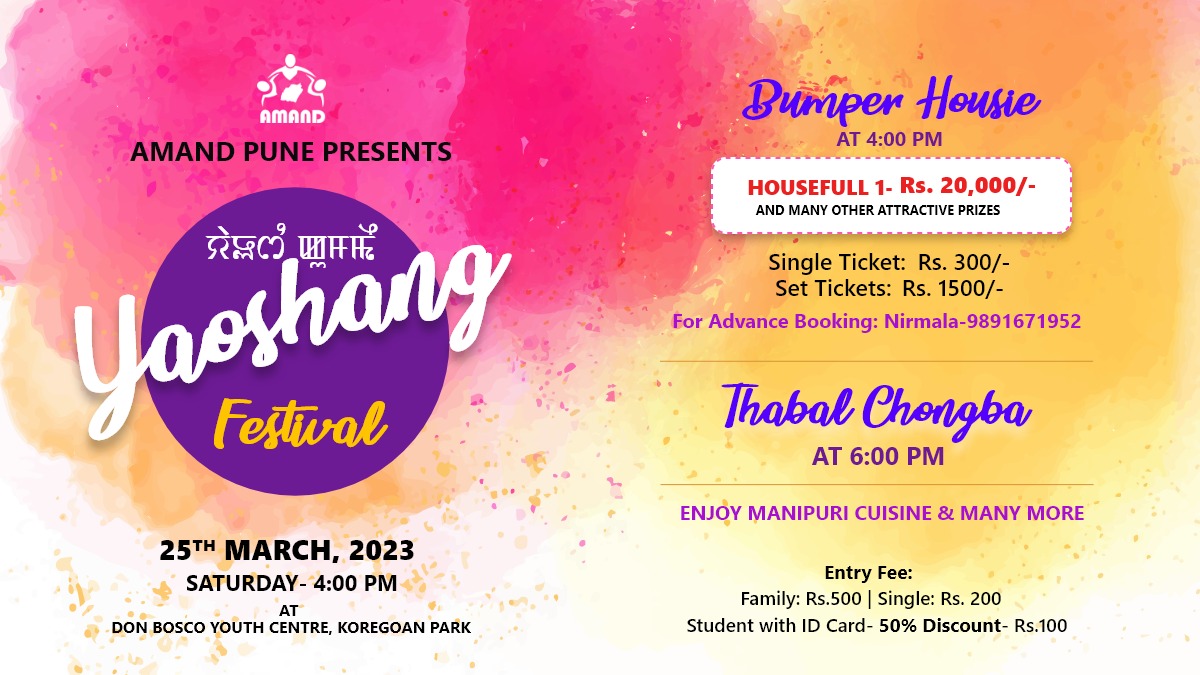 AMAND
AMAND PUNE PRESENTS
Yaoshang
Festival
25TH MARCH, 2023
SATURDAY- 4:00 PM
AT
DON BOSCO YOUTH CENTRE, KOREGOAN PARK
Bumper Housie
AT 4:00 PM
HOUSEFULL 1- Rs. 20,000/-
AND MANY OTHER ATTRACTIVE PRIZES
Single Ticket: Rs. 300/-
Set Tickets: Rs. 1500/-
For Advance Booking: Nirmala-9891671952
Thabal Chongba
AT 6:00 PM
ENJOY MANIPURI CUISINE & MANY MORE
Entry Fee:
Family: Rs.500 | Single: Rs. 200
Student with ID Card- 50% Discount- Rs.100